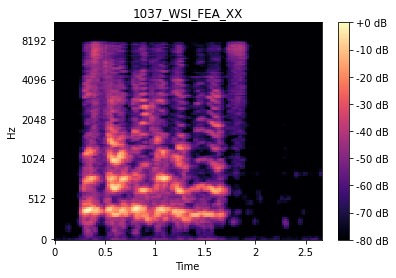 1037_WSI_FEA_XX
+0 dB
8192
-10 dB
4096
-20 dB
-30 dB
2048
Hz
-40 dB
1024
-50 dB
512
-60 dB
-70 dB
0
-80 dB
0 0.5 1 1.5 2 2.5
Time